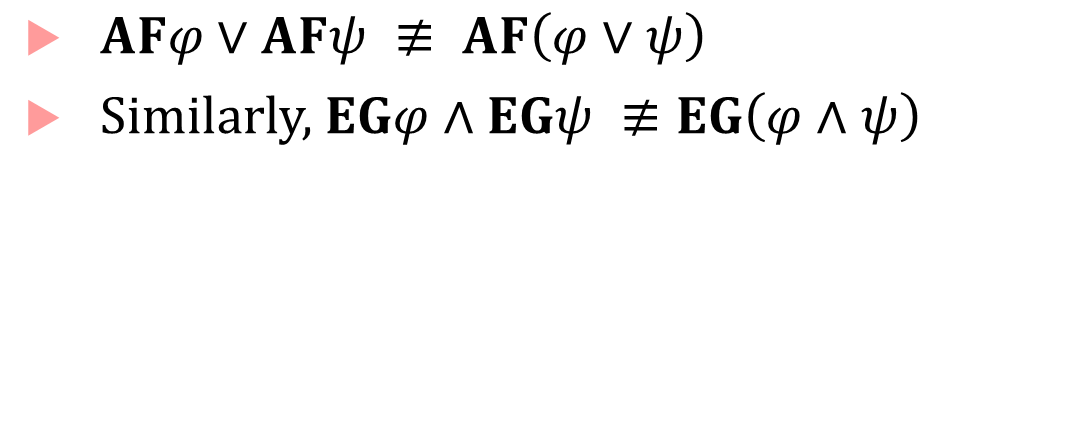 ▶ AFφ ∨ AFψ ≢ AF(φ ∨ ψ)
▶ Similarly, EGφ ∧ EGψ ≢ EG(φ ∧ ψ)